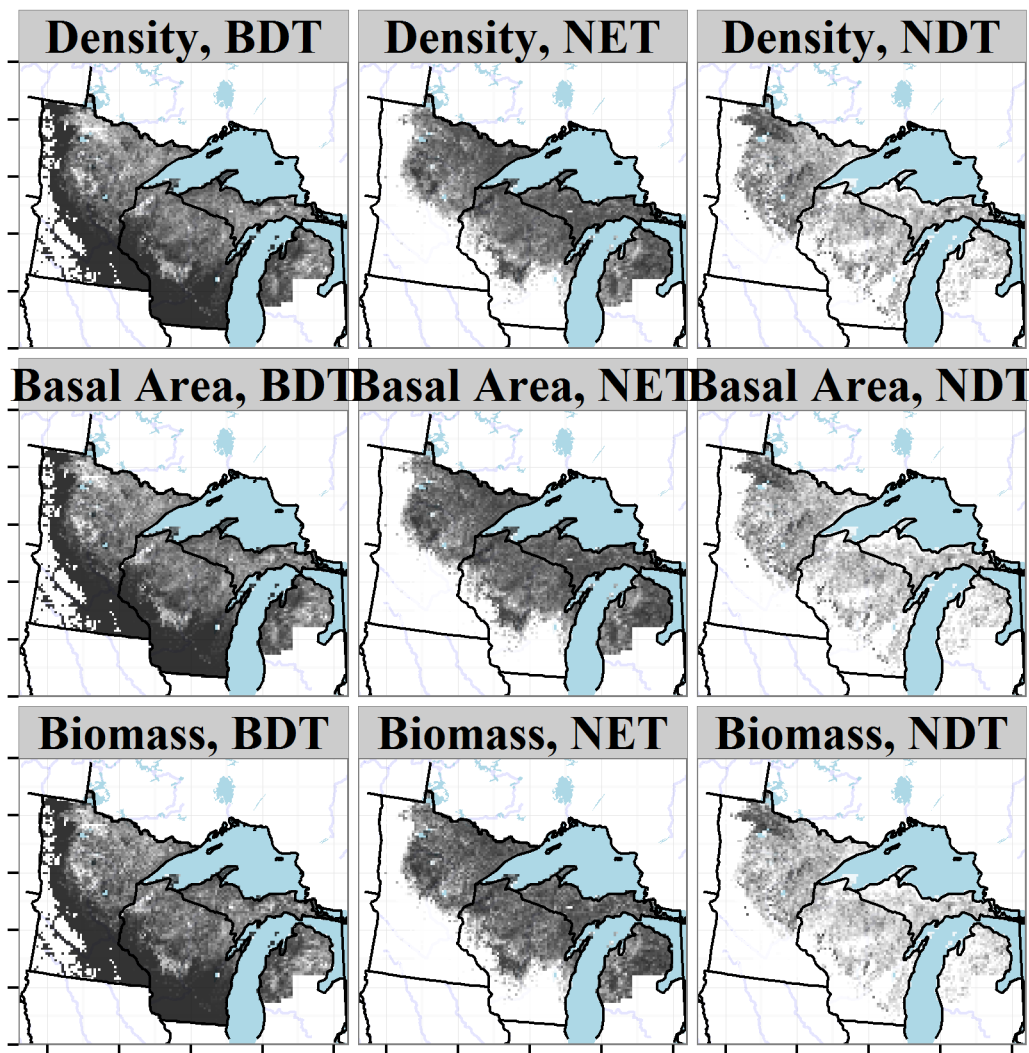 Density, BDT
Density, NET
Density, NDT
Basal Area, BDT
Basal Area, NET
Basal Area, NDT
Biomass, BDT
Biomass, NET
Biomass, NDT